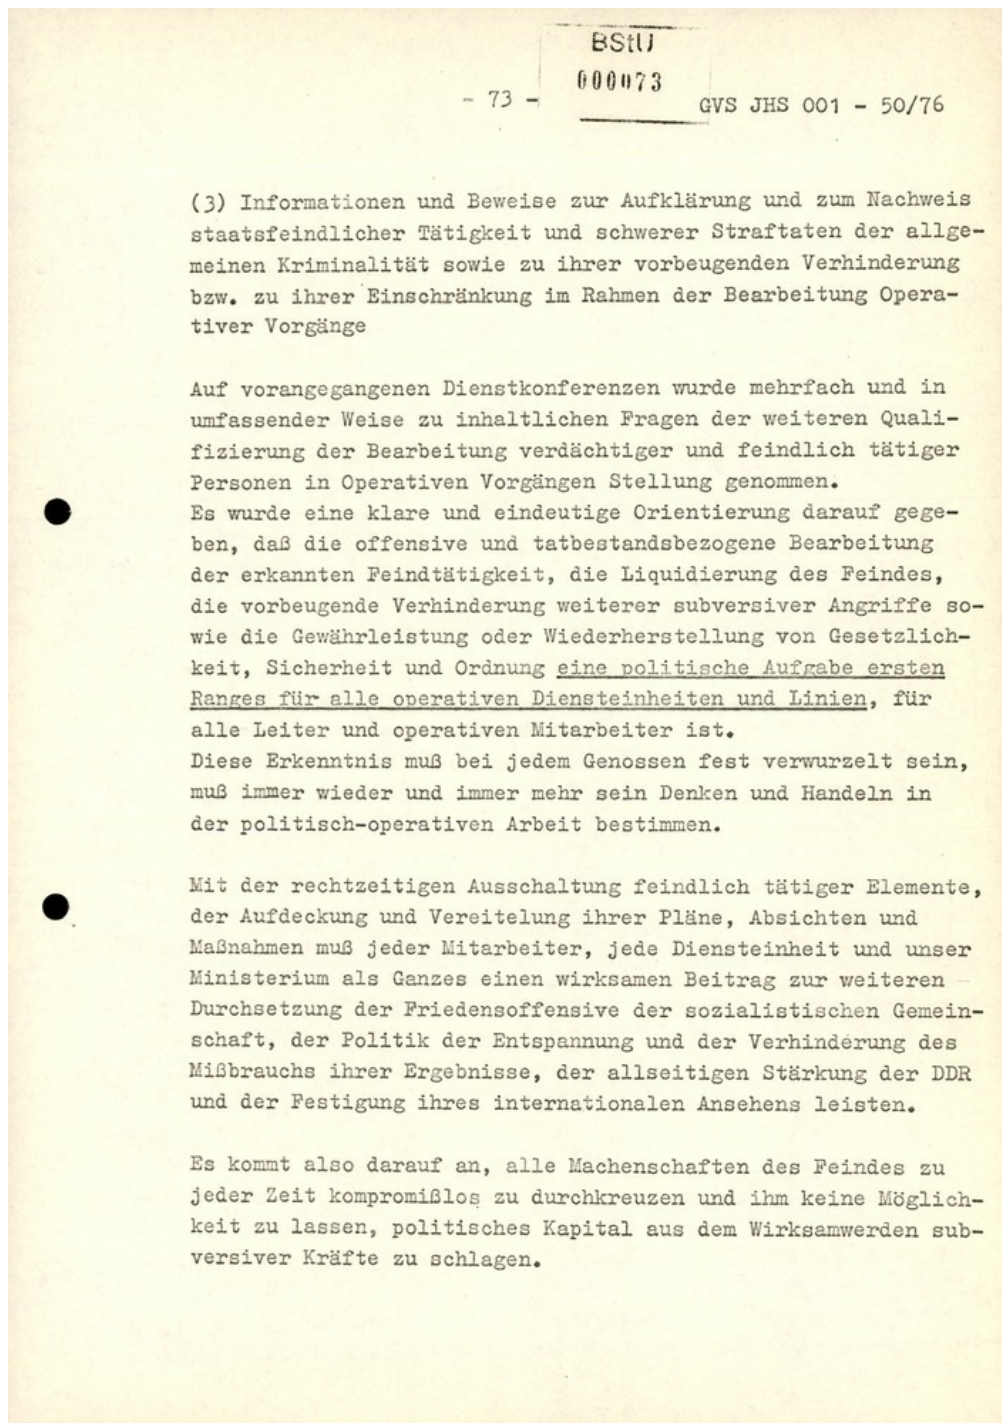 BStU
000073
- 73 -
GVS JHS 001 - 50/76
(3) Informationen und Beweise zur Aufklärung und zum Nachweis
staatsfeindlicher Tätigkeit und schwerer Straftaten der allge-
meinen Kriminalität sowie zu ihrer vorbeugenden Verhinderung
bzw. zu ihrer Einschränkung im Rahmen der Bearbeitung Opera-
tiver Vorgänge
Auf vorangegangenen Dienstkonferenzen wurde mehrfach und in
umfassender Weise zu inhaltlichen Fragen der weiteren Quali-
fizierung der Bearbeitung verdächtiger und feindlich tätiger
Personen in Operativen Vorgängen Stellung genommen.
Es wurde eine klare und eindeutige Orientierung darauf gege-
ben, daß die offensive und tatbestandsbezogene Bearbeitung
der erkannten Feindtätigkeit, die Liquidierung des Feindes,
die vorbeugende Verhinderung weiterer subversiver Angriffe so-
wie die Gewährleistung oder Wiederherstellung von Gesetzlich-
keit, Sicherheit und Ordnung eine politische Aufgabe ersten
Ranges für alle operativen Diensteinheiten und Linien, für
alle Leiter und operativen Mitarbeiter ist.
Diese Erkenntnis muß bei jedem Genossen fest verwurzelt sein,
muß immer wieder und immer mehr sein Denken und Handeln in
der politisch-operativen Arbeit bestimmen.
Mit der rechtzeitigen Ausschaltung feindlich tätiger Elemente,
der Aufdeckung und Vereitelung ihrer Pläne, Absichten und
Maßnahmen muß jeder Mitarbeiter, jede Diensteinheit und unser
Ministerium als Ganzes einen wirksamen Beitrag zur weiteren
Durchsetzung der Friedensoffensive der sozialistischen Gemein-
schaft, der Politik der Entspannung und der Verhinderung des
Mißbrauchs ihrer Ergebnisse, der allseitigen Stärkung der DDR
und der Festigung ihres internationalen Ansehens leisten.
Es kommt also darauf an, alle Machenschaften des Feindes zu
jeder Zeit kompromißlos zu durchkreuzen und ihm keine Möglich-
keit zu lassen, politisches Kapital aus dem Wirksamwerden sub-
versiver Kräfte zu schlagen.